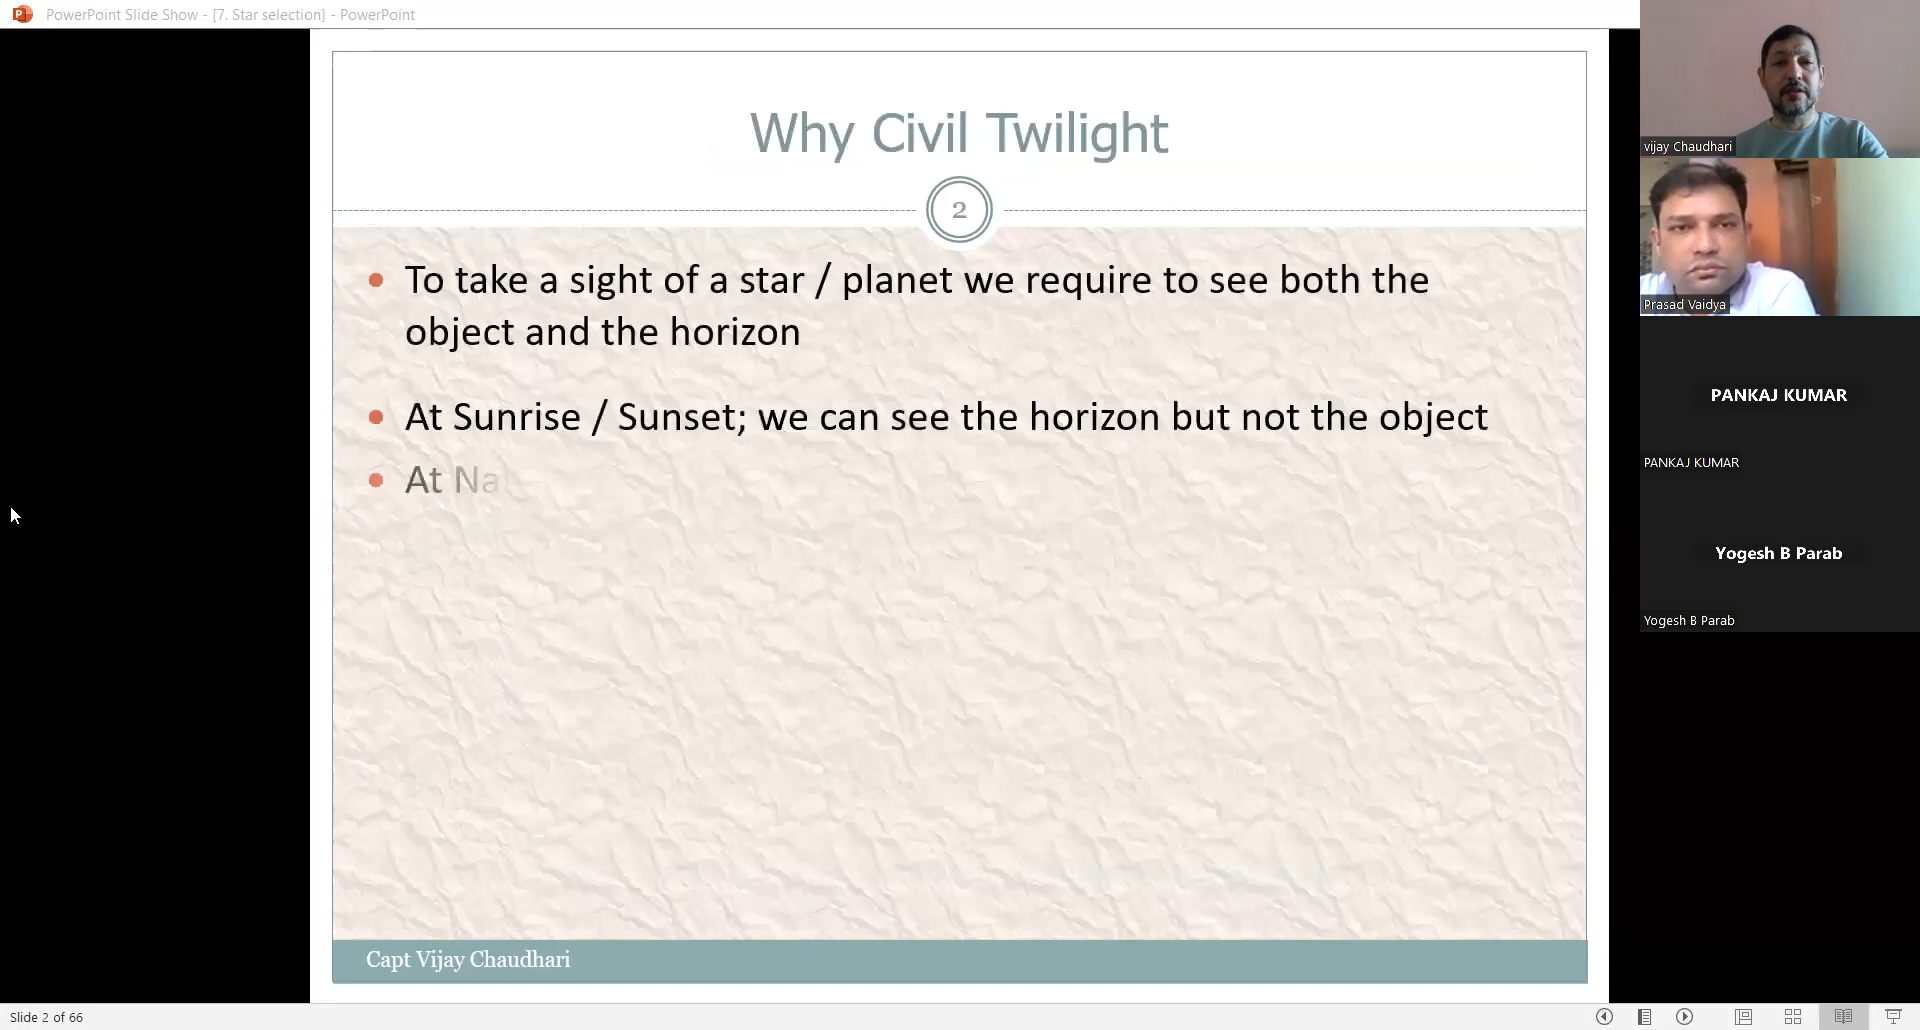 PowerPoint Slide Show - [7. Star selection] - PowerPoint
Why Civil Twilight
2
To take a sight of a star / planet we require to see both the
object and the horizon
At Sunrise / Sunset; we can see the horizon but not the object
At Na
Capt Vijay Chaudhari
Slide 2 of 66
vijay Chaudhari
Prasad Vaidya
PANKAJ KUMAR
PANKAJ KUMAR
Yogesh B Parab
Yogesh B Parab